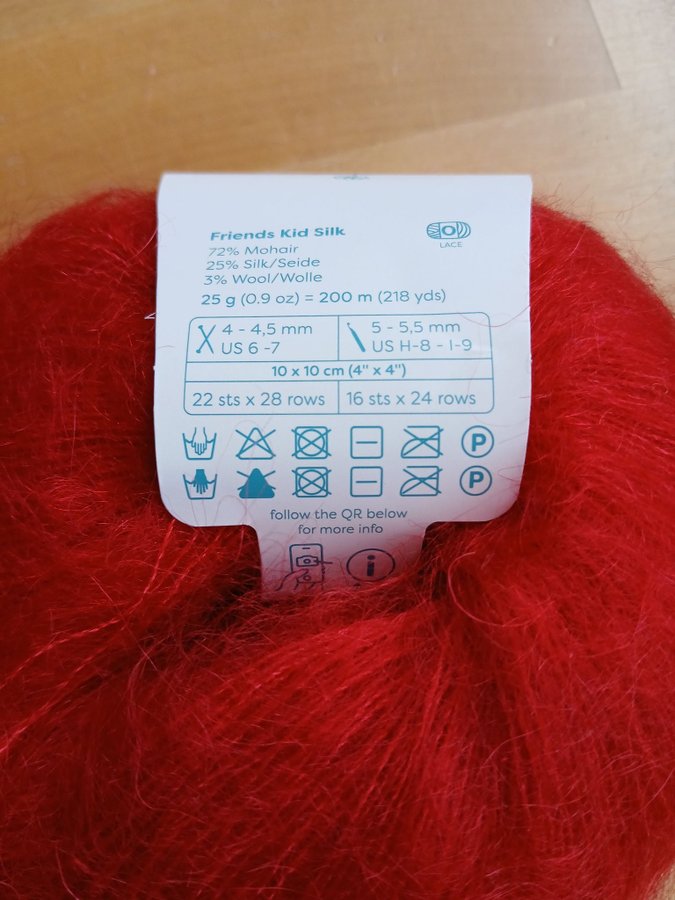 Friends Kid Silk
72% Mohair
25% Silk/Seide
3% Wool/Wolle
25 g (0.9 oz) = 200 m (218 yds)
0
LACE
4 - 4,5 mm
US 6 -7
5 - 5,5 mm
US H-8 - I-9
10 x 10 cm (4" x 4")
22 sts x 28 rows
16 sts x 24 rows
P
P
follow the QR below
for more info
i